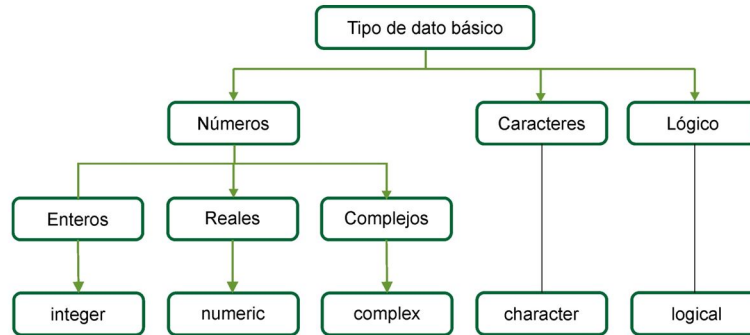 Tipo de dato básico
Números
Caracteres
Lógico
Enteros
Reales
Complejos
integer
numeric
complex
character
logical